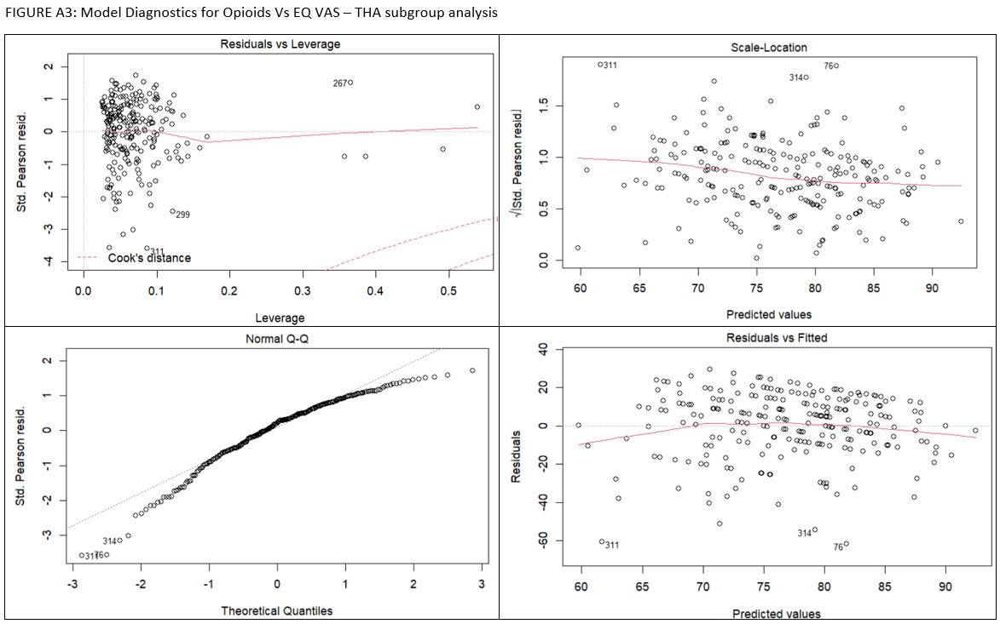 FIGURE A3: Model Diagnostics for Opioids Vs EQ VAS – THA subgroup analysis
Residuals vs Leverage
Std. Pearson resid.
2
1
0
-1
-2
-3
-4
267
299
311
Cook's distance
0.0 0.1 0.2 0.3 0.4 0.5
Leverage
Scale-Location
√|Std. Pearson resid|
1.5
1.0
0.5
0.0
311
76
314
60 65 70 75 80 85 90
Predicted values
Normal Q-Q
Std. Pearson resid.
2
1
0
-1
-2
-3
314
311
76
-3 -2 -1 0 1 2 3
Theoretical Quantiles
Residuals vs Fitted
Residuals
40
20
0
-20
-40
-60
311
314
76
60 65 70 75 80 85 90
Predicted values